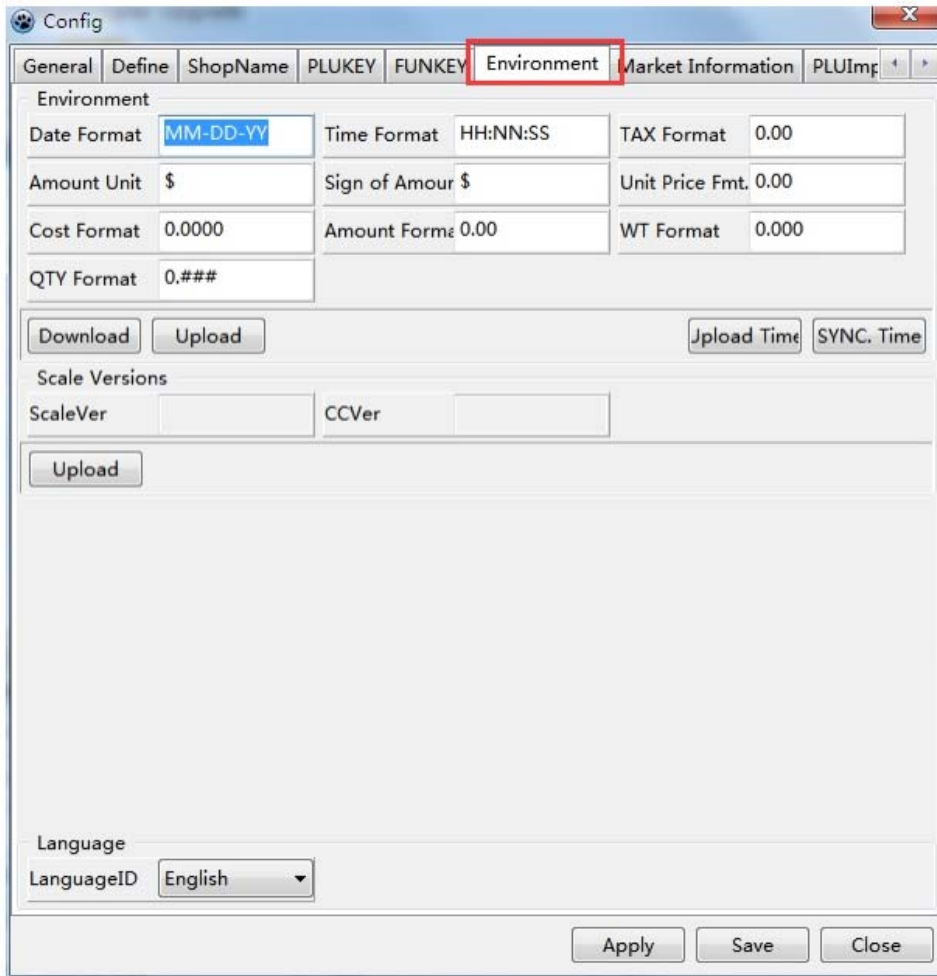 Config
General Define ShopName PLUKEY FUNKEY Environment Market Information PLUImp
Environment
Date Format MM-DD-YY Time Format HH:NN:SS TAX Format 0.00
Amount Unit $ Sign of Amour $ Unit Price Fmt. 0.00
Cost Format 0.0000 Amount Forma 0.00 WT Format 0.000
QTY Format 0.###
Download Upload Jpload Time SYNC. Time
Scale Versions
ScaleVer CCVer
Upload
Language
LanguageID English
Apply Save Close